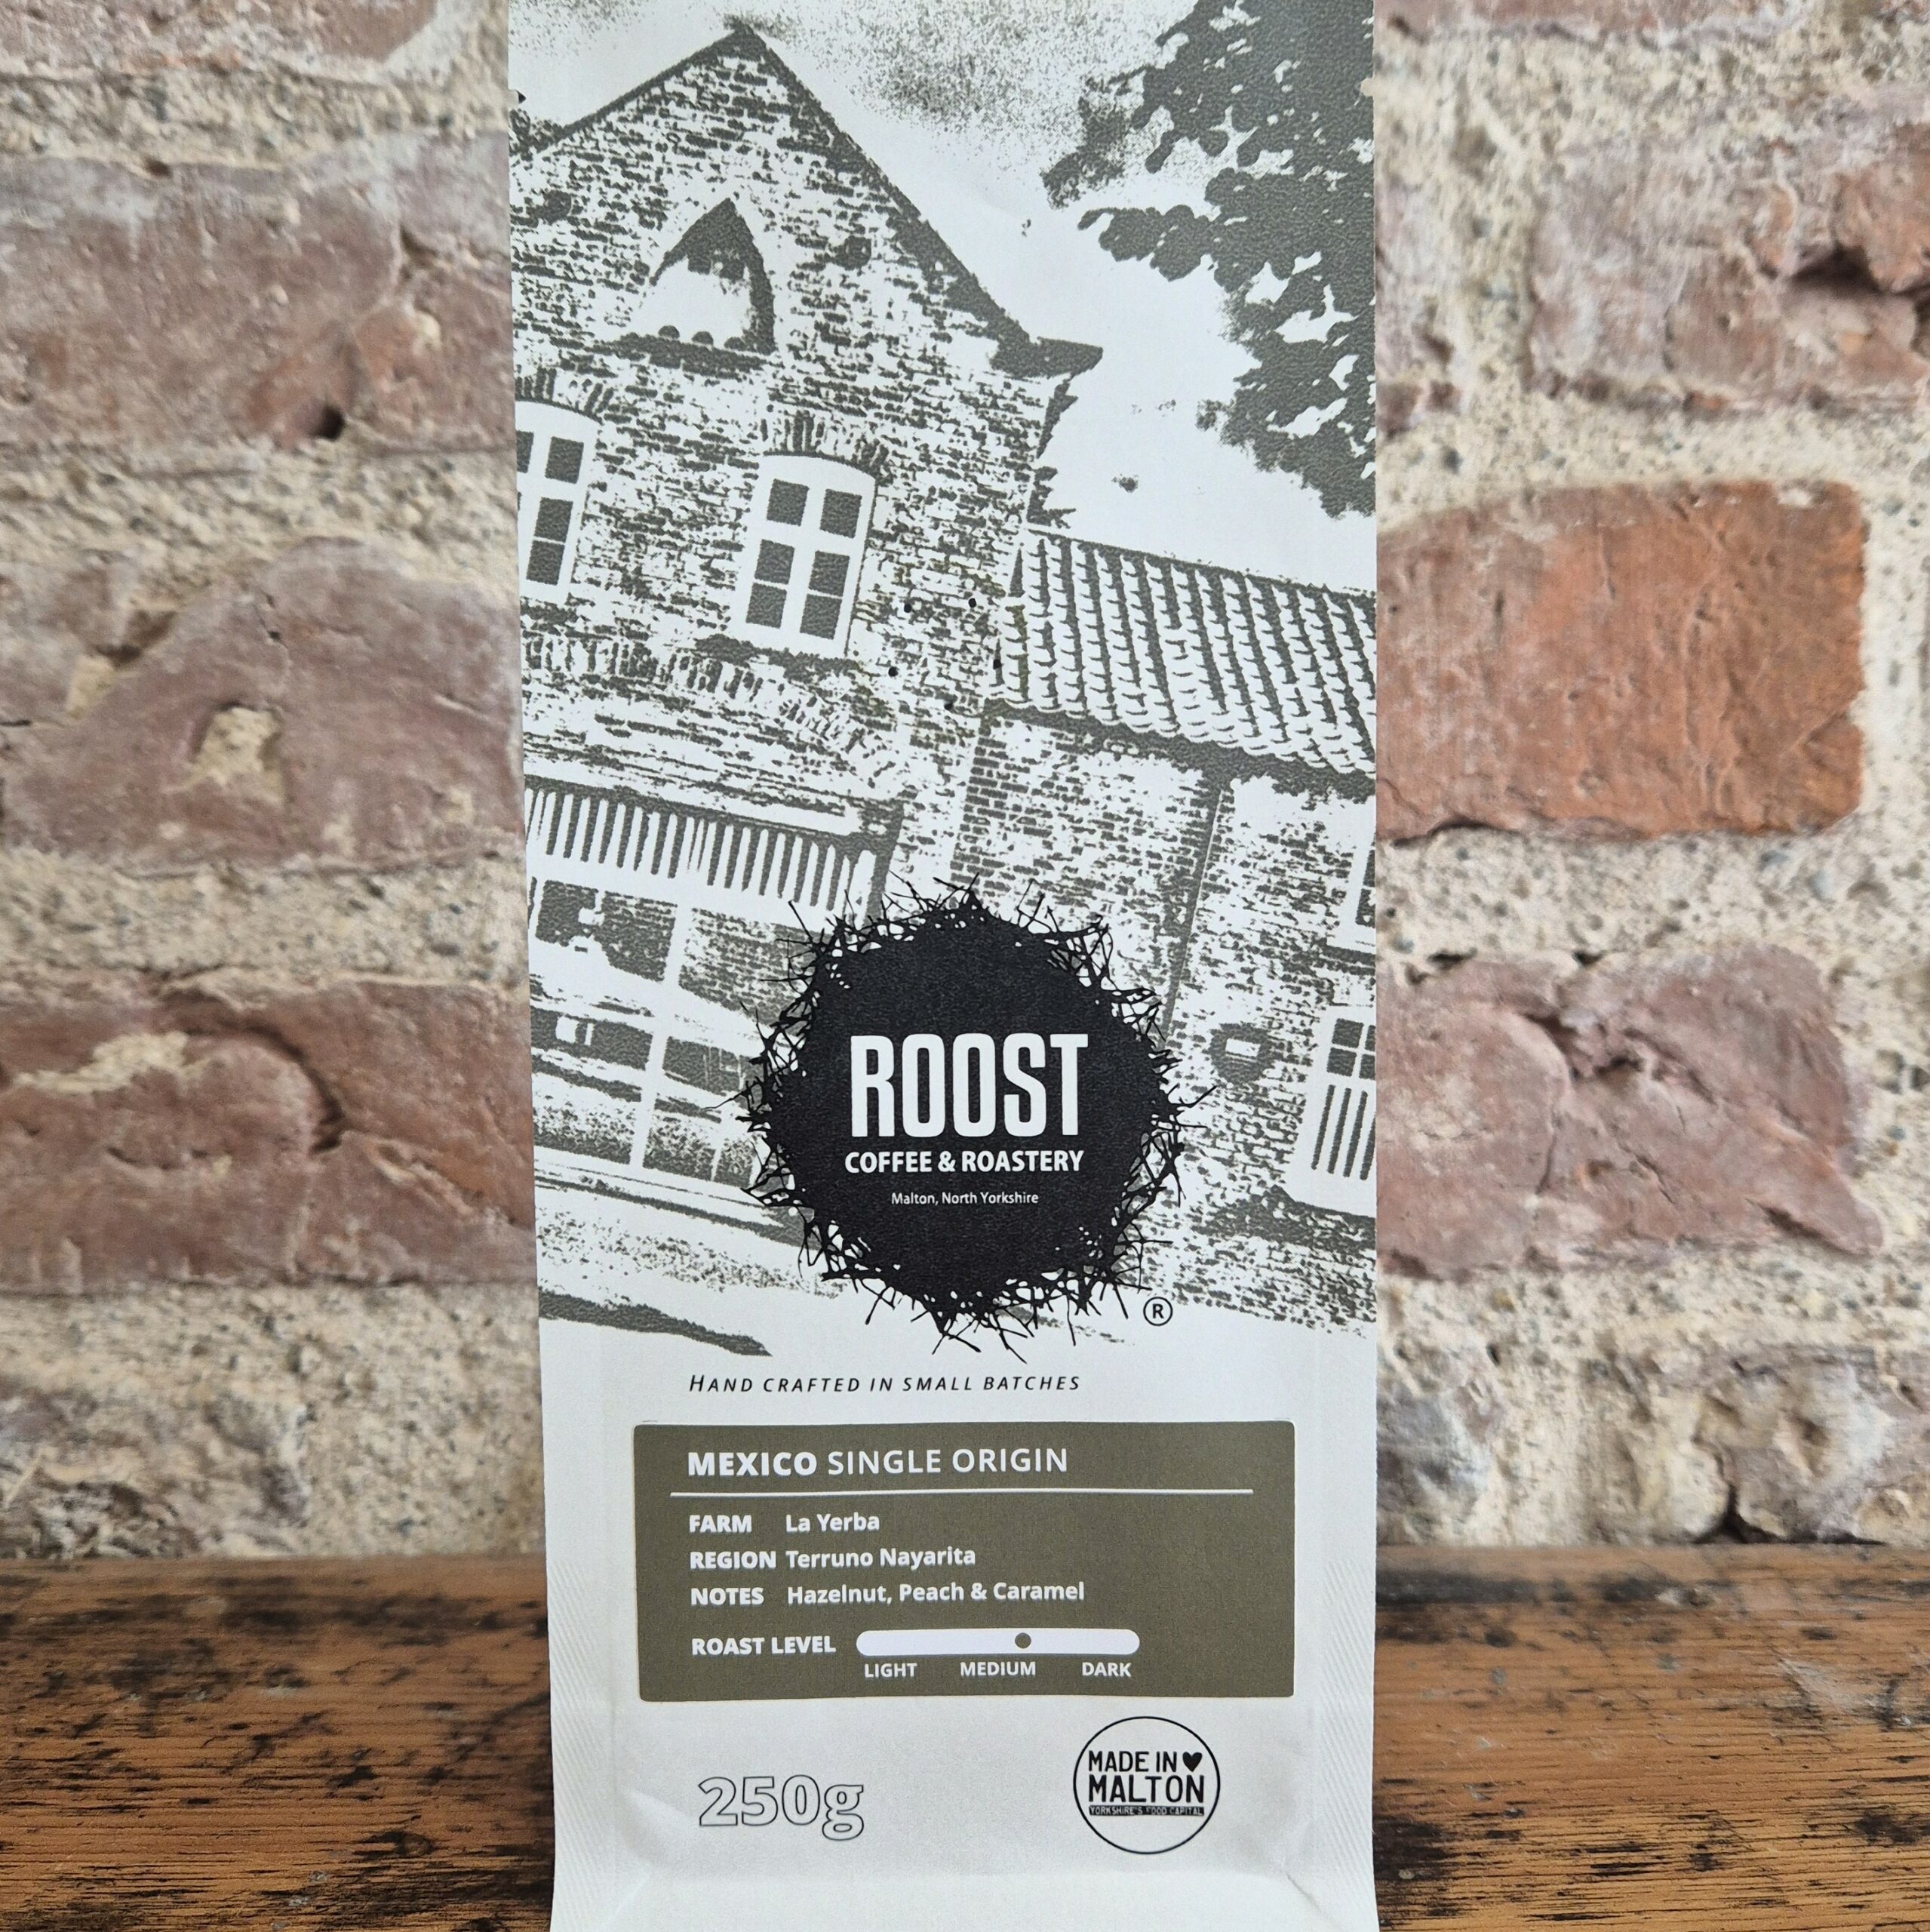 ROOST
COFFEE & ROASTERY
Malton, North Yorkshire
®
HAND CRAFTED IN SMALL BATCHES
MEXICO SINGLE ORIGIN
FARM La Yerba
REGION Terruno Nayarita
NOTES Hazelnut, Peach & Caramel
ROAST LEVEL
LIGHT MEDIUM DARK
250g
MADE IN ♥
MALTON
YORKSHIRE'S FOOD CAPITAL